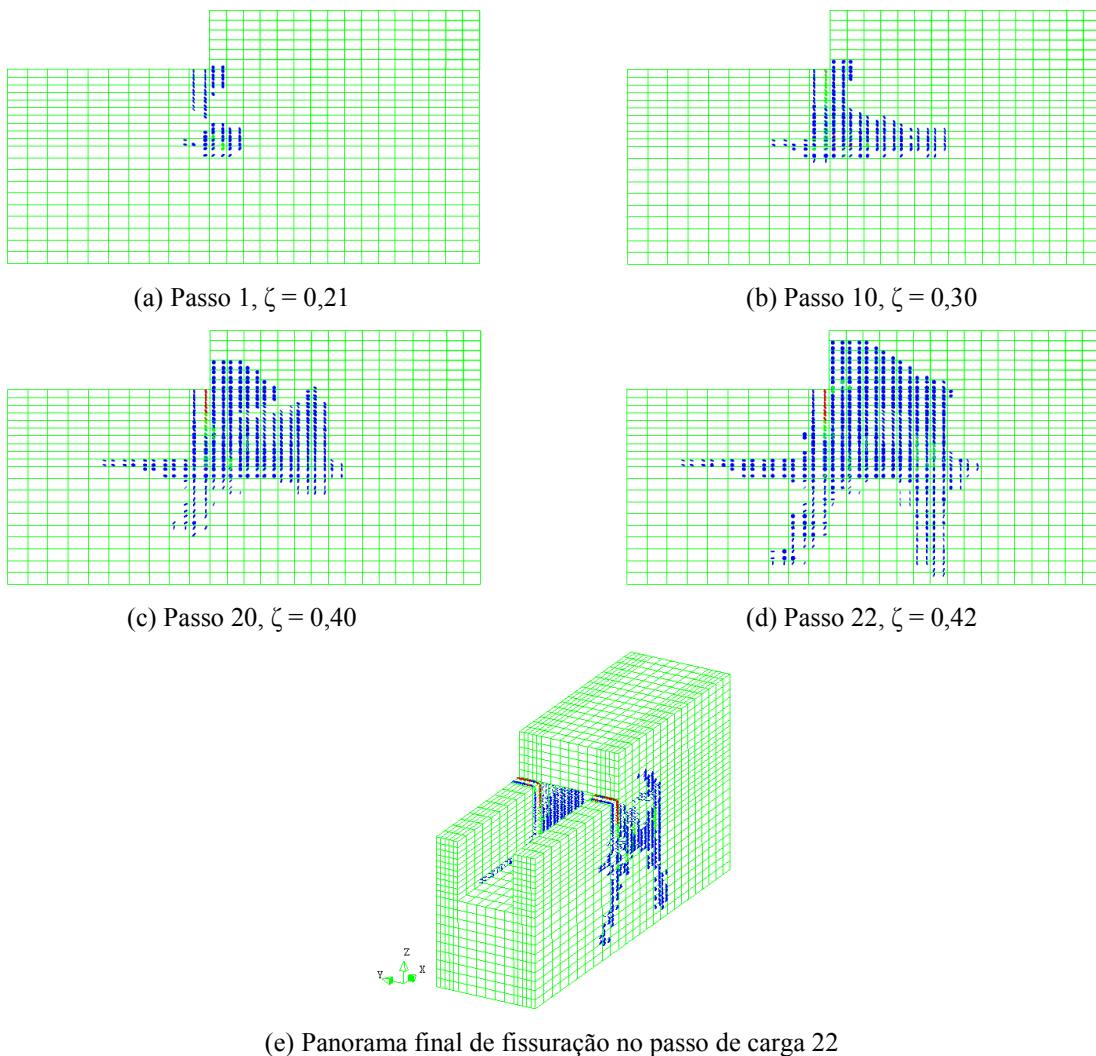 (a) Passo 1, ζ = 0,21
(b) Passo 10, ζ = 0,30
(c) Passo 20, ζ = 0,40
(d) Passo 22, ζ = 0,42
Z
Y
X
(e) Panorama final de fissuração no passo de carga 22